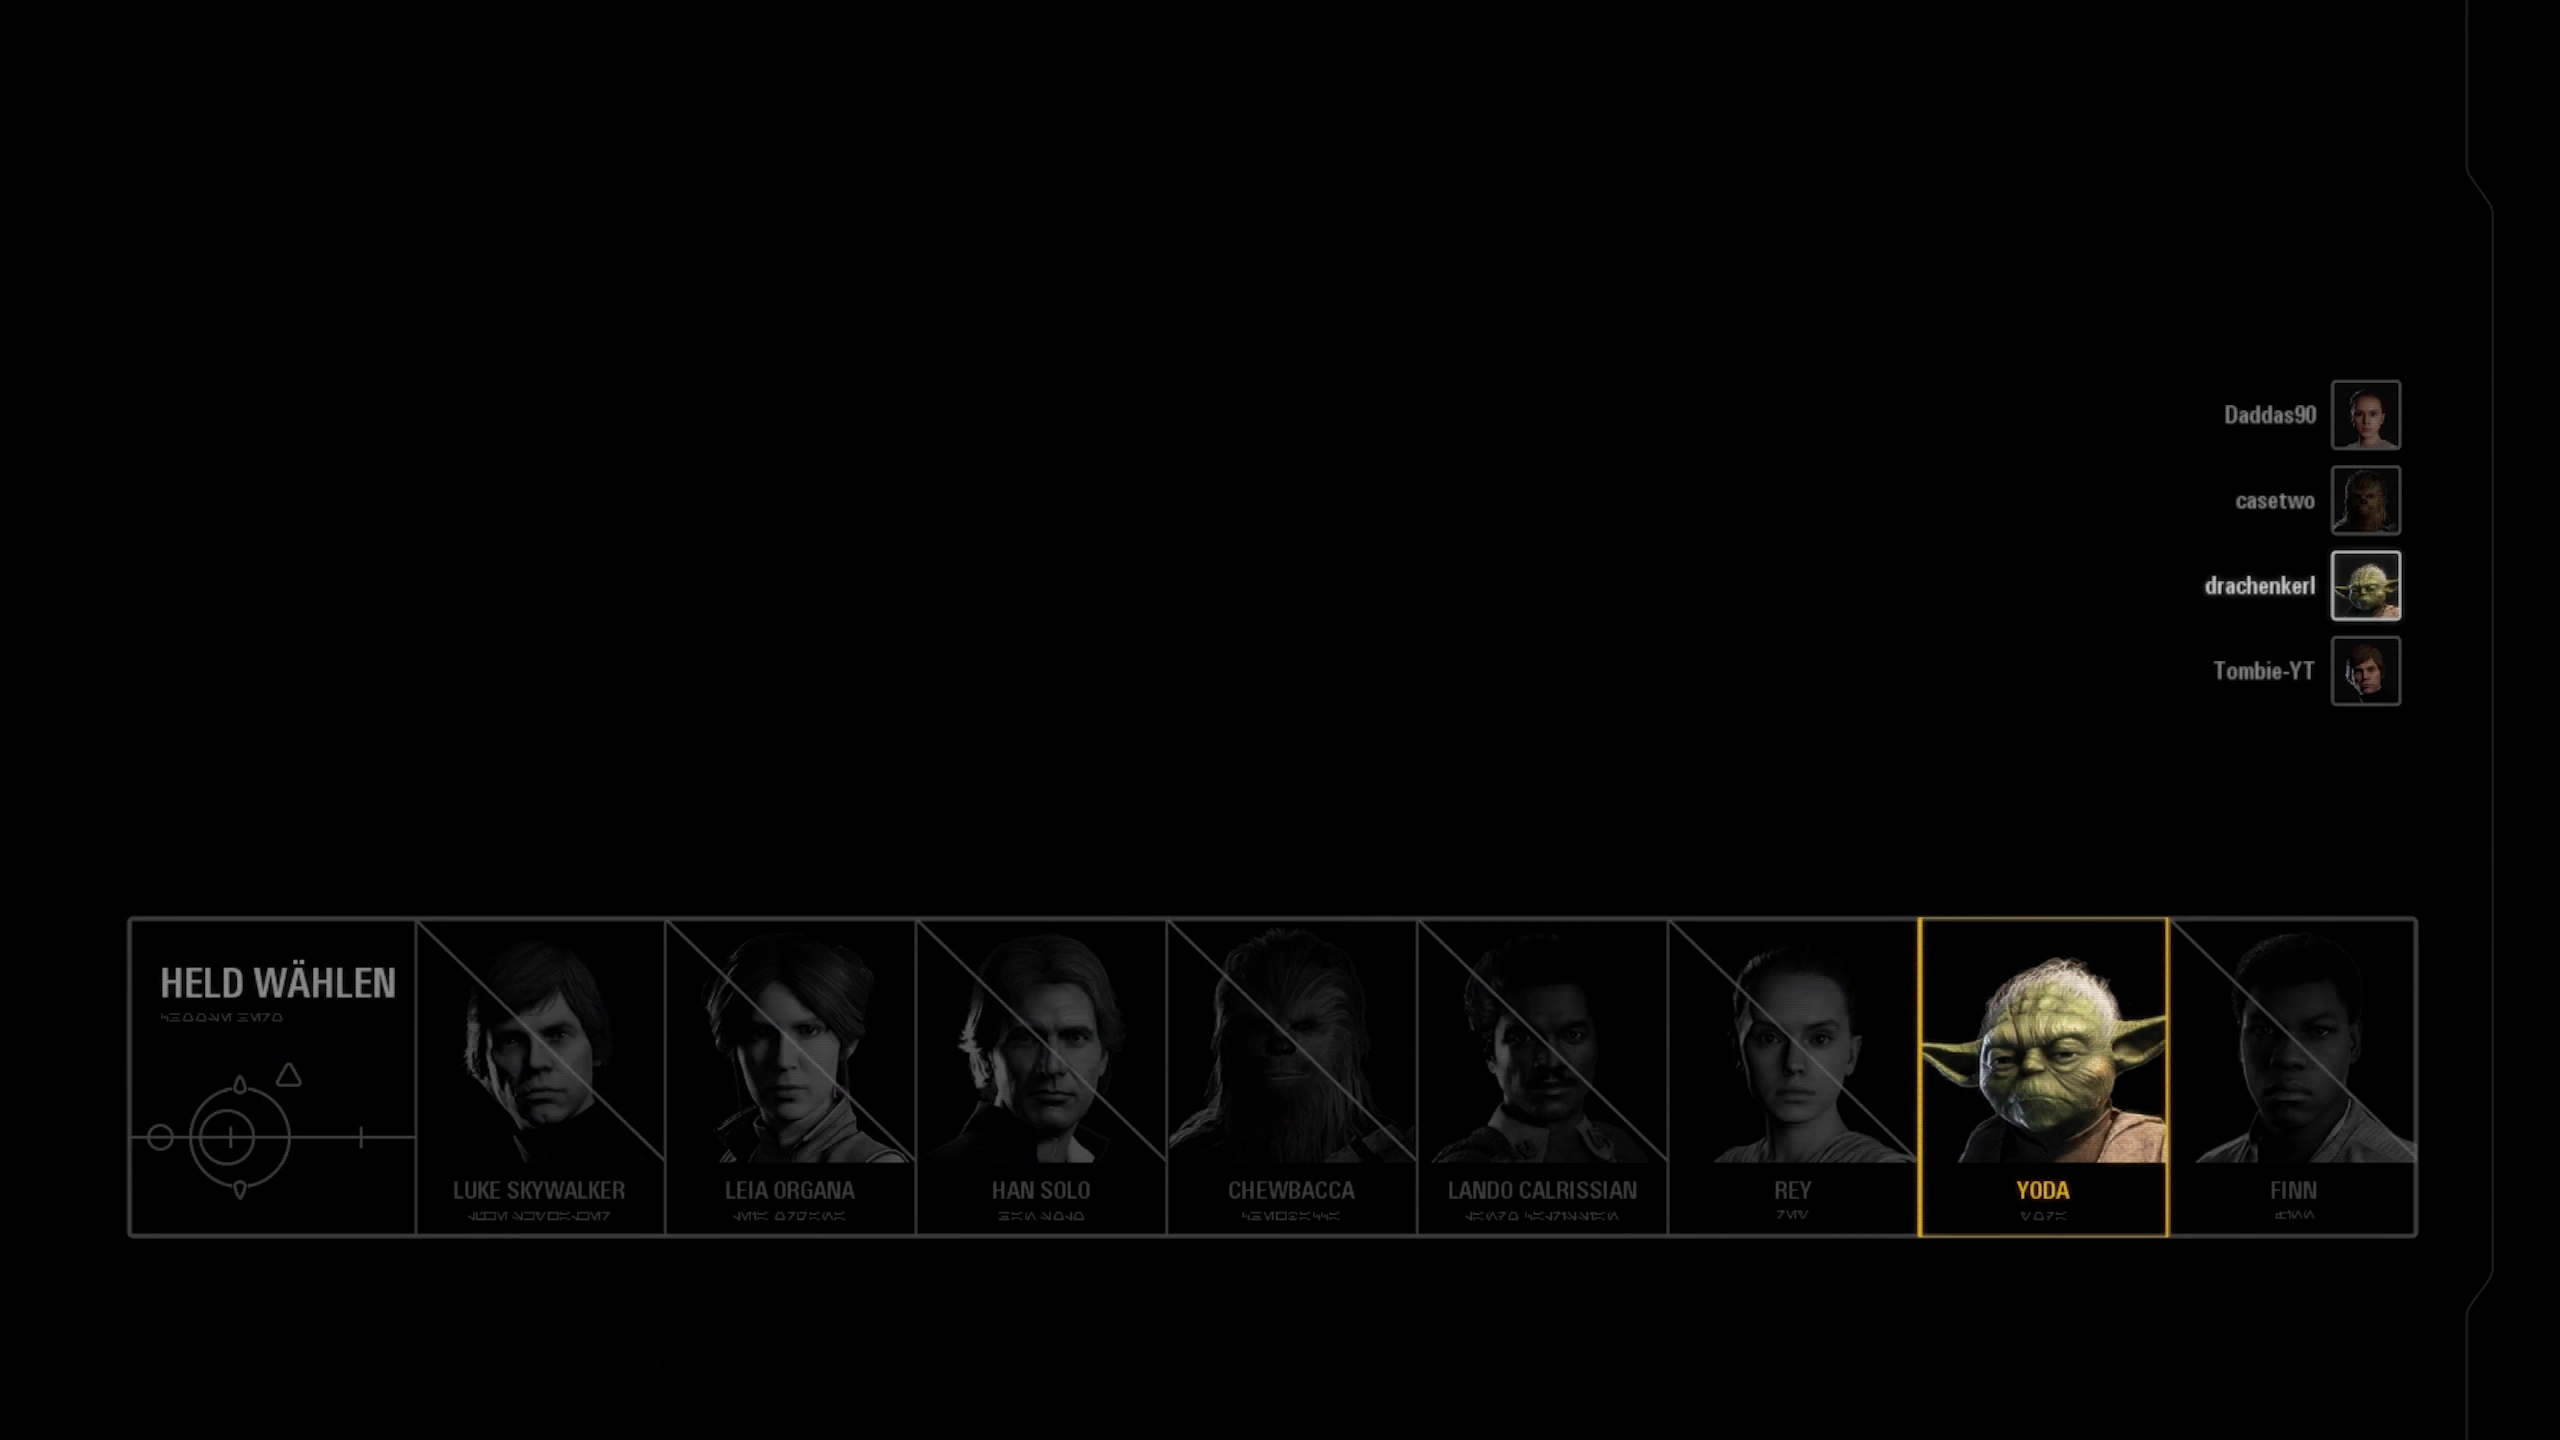 Daddas90
casetwo
drachenkerl
Tombie-YT
HELD WÄHLEN
LUKE SKYWALKER
LEIA ORGANA
HAN SOLO
CHEWBACCA
LANDO CALRISSIAN
REY
YODA
FINN